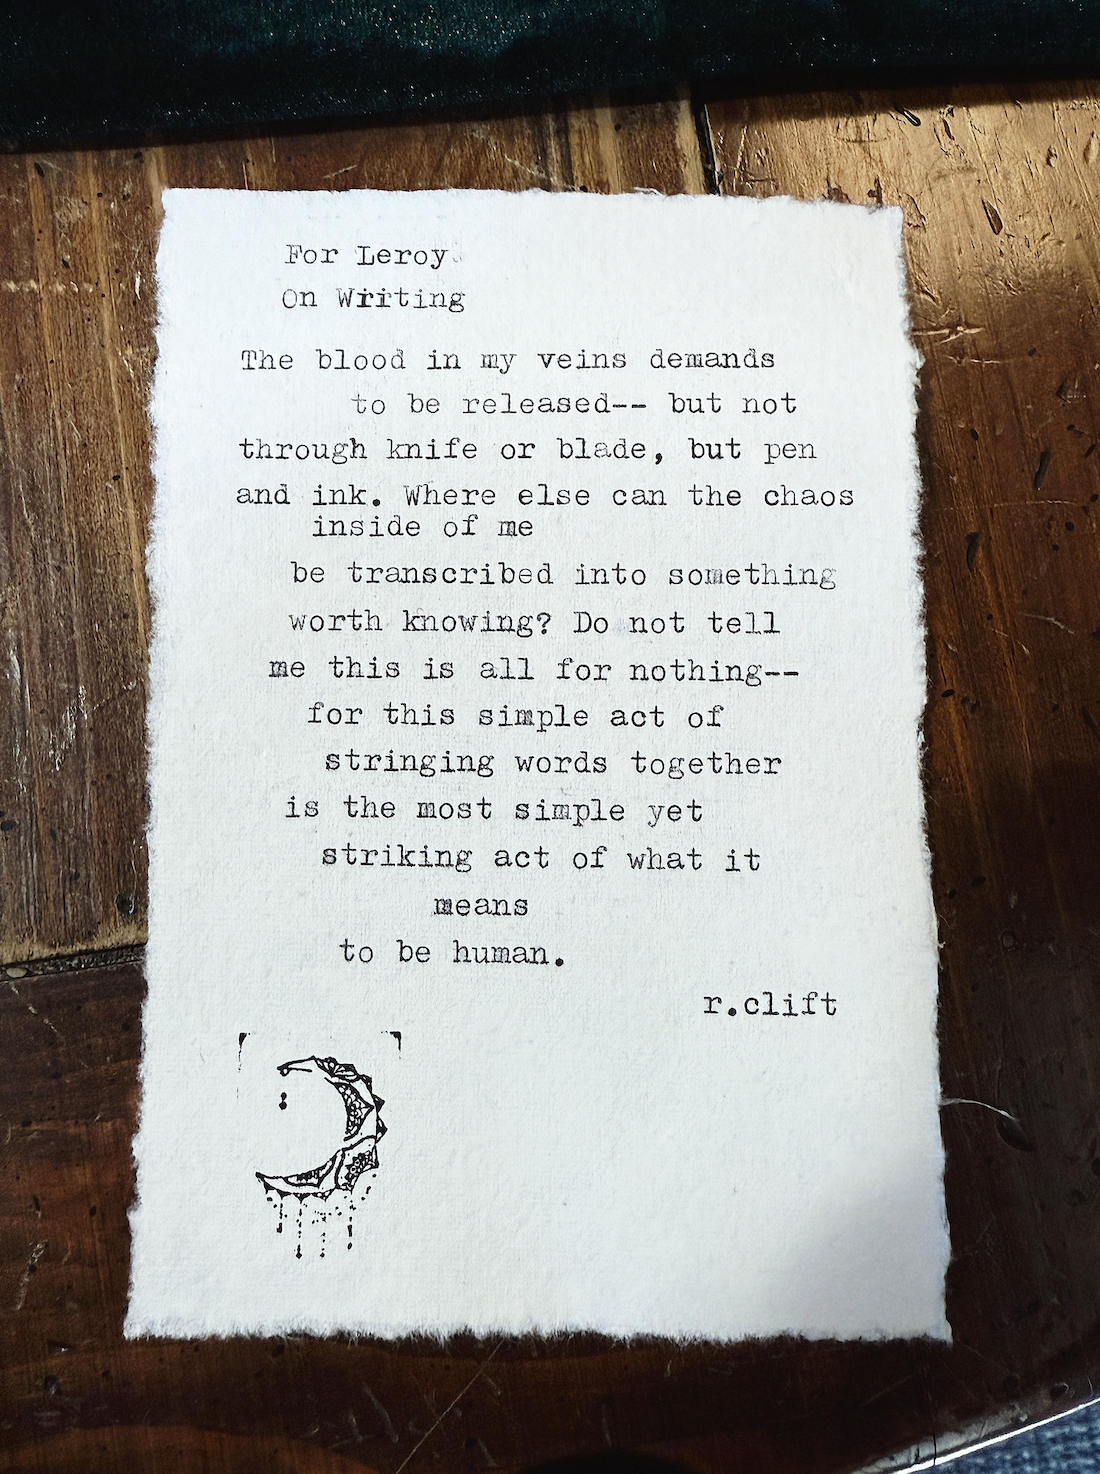 For Leroy
On Writing
The blood in my veins demands
to be released-- but not
through knife or blade, but pen
and ink. Where else can the chaos
inside of me
be transcribed into something
worth knowing? Do not tell
me this is all for nothing--
for this simple act of
stringing words together
is the most simple yet
striking act of what it
means
to be human.
r.clift